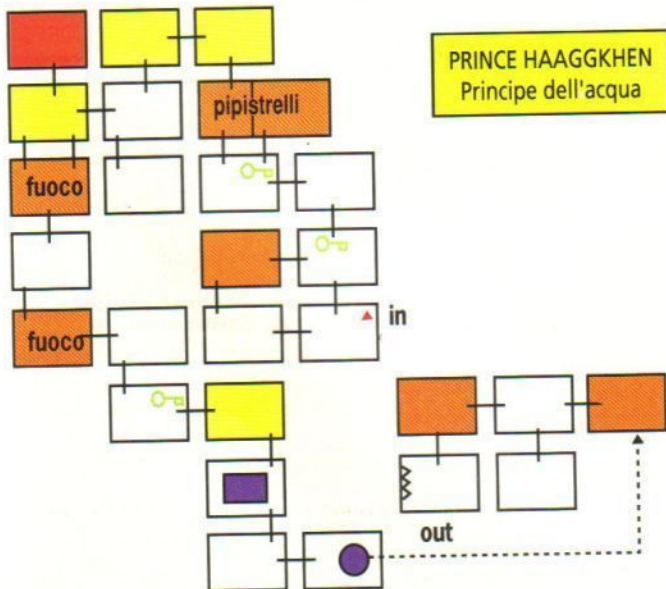 PRINCE HAAGGKHEN
Principe dell'acqua
pipistrelli
fuoco
in
fuoco
out